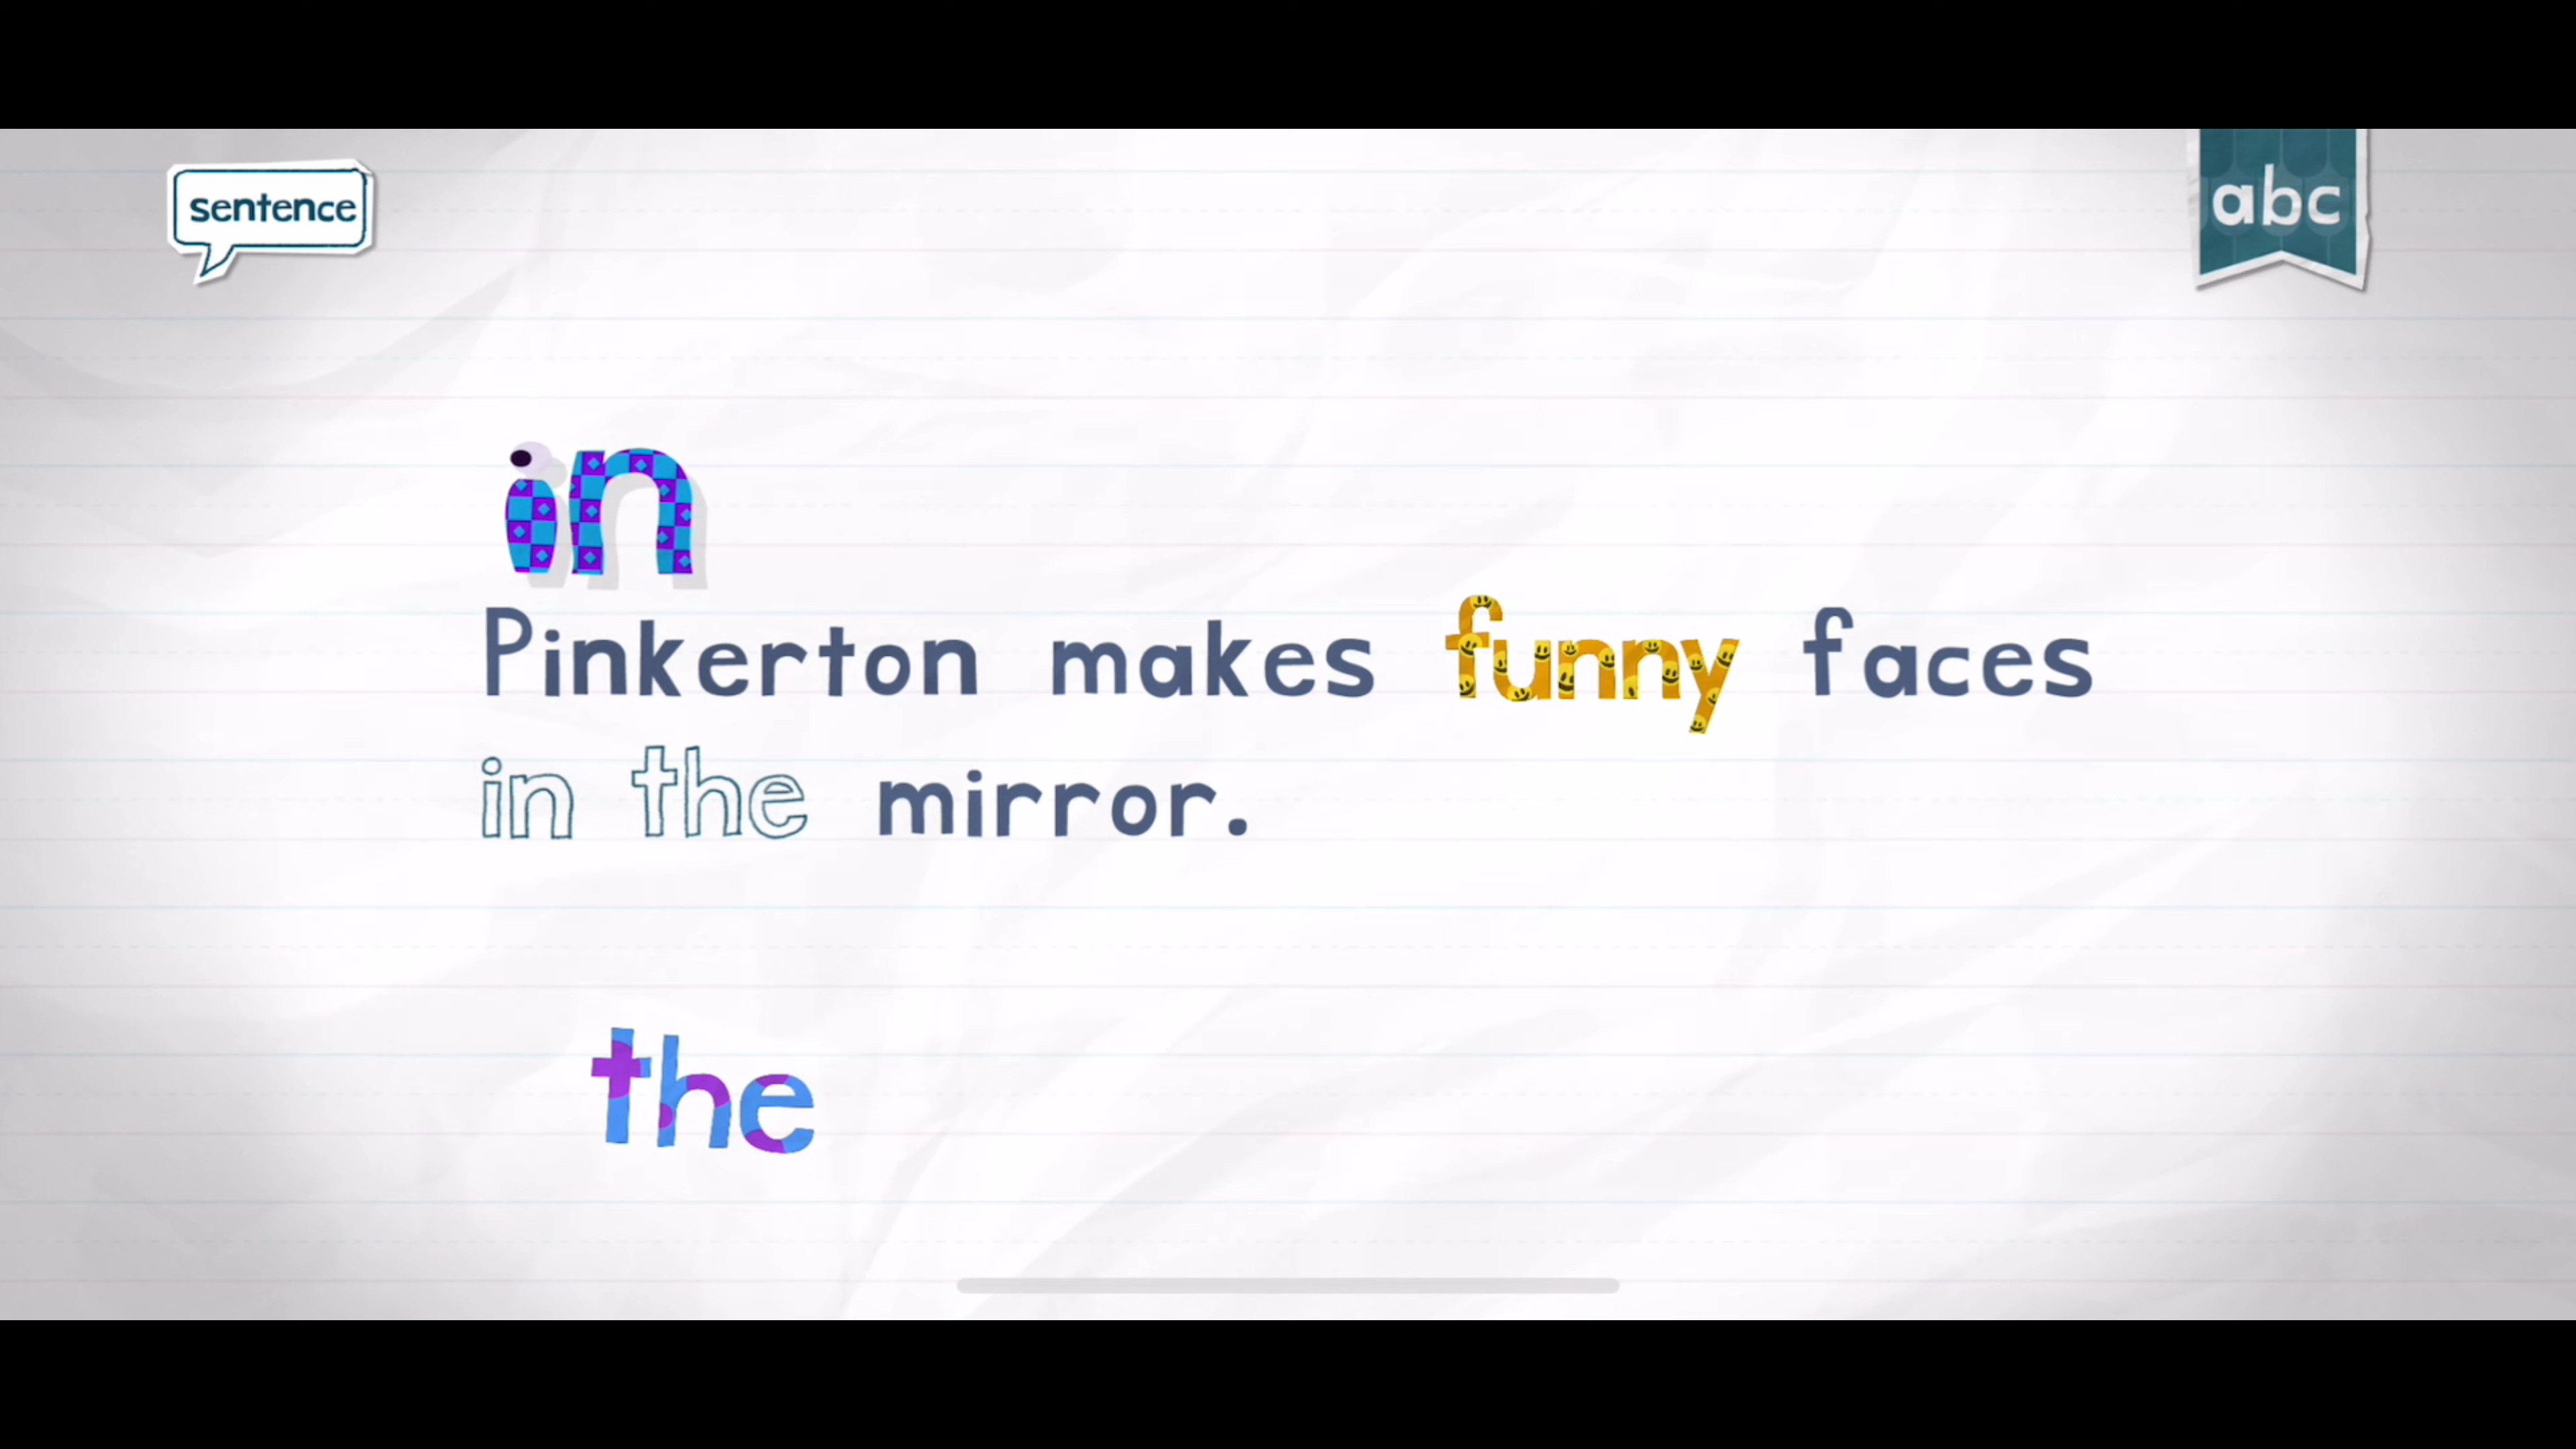 sentence
abc
in
Pinkerton makes funny faces
in the mirror.
the